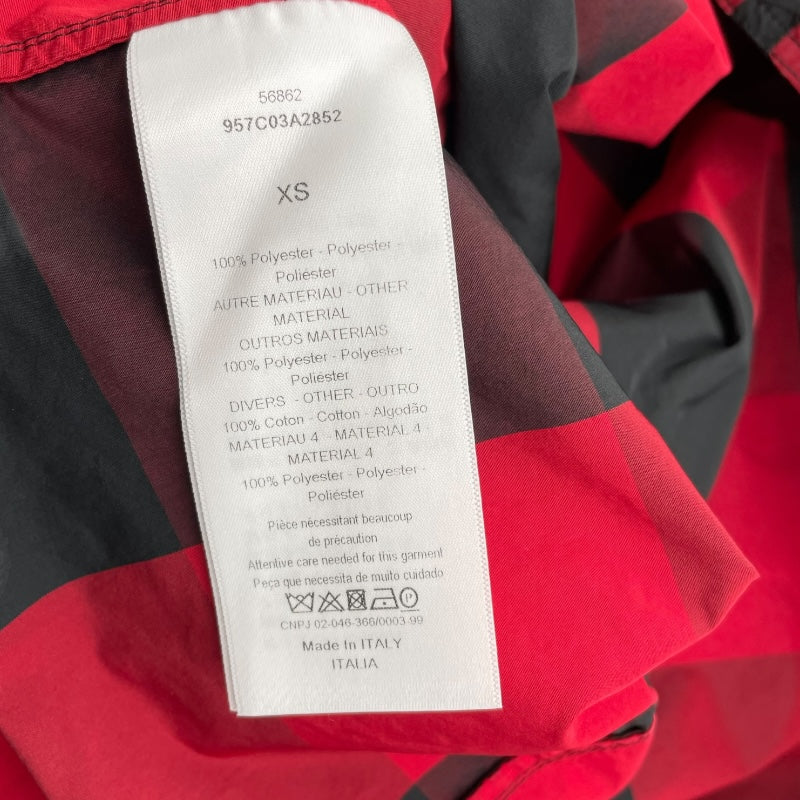 56862
957C03A2852
XS
100% Polyester - Polyester -
Poliéster
AUTRE MATERIAU - OTHER
MATERIAL
OUTROS MATERIAIS
100% Polyester - Polyester -
Poliéster
DIVERS - OTHER - OUTRO
100% Coton - Cotton - Algodão
MATERIAU 4 - MATERIAL 4 -
MATERIAL 4
100% Polyester - Polyester -
Poliéster
Pièce nécessitant beaucoup
de précaution
Attentive care needed for this garment
Peça que necessita de muito cuidado
P
CNPJ 02-046-366/0003-99
Made In ITALY
ITALIA